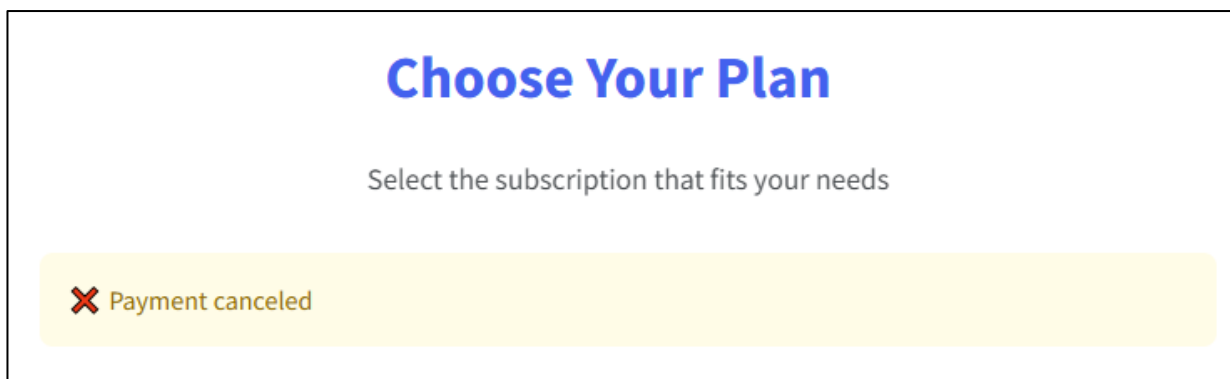 Choose Your Plan
Select the subscription that fits your needs
❌ Payment canceled